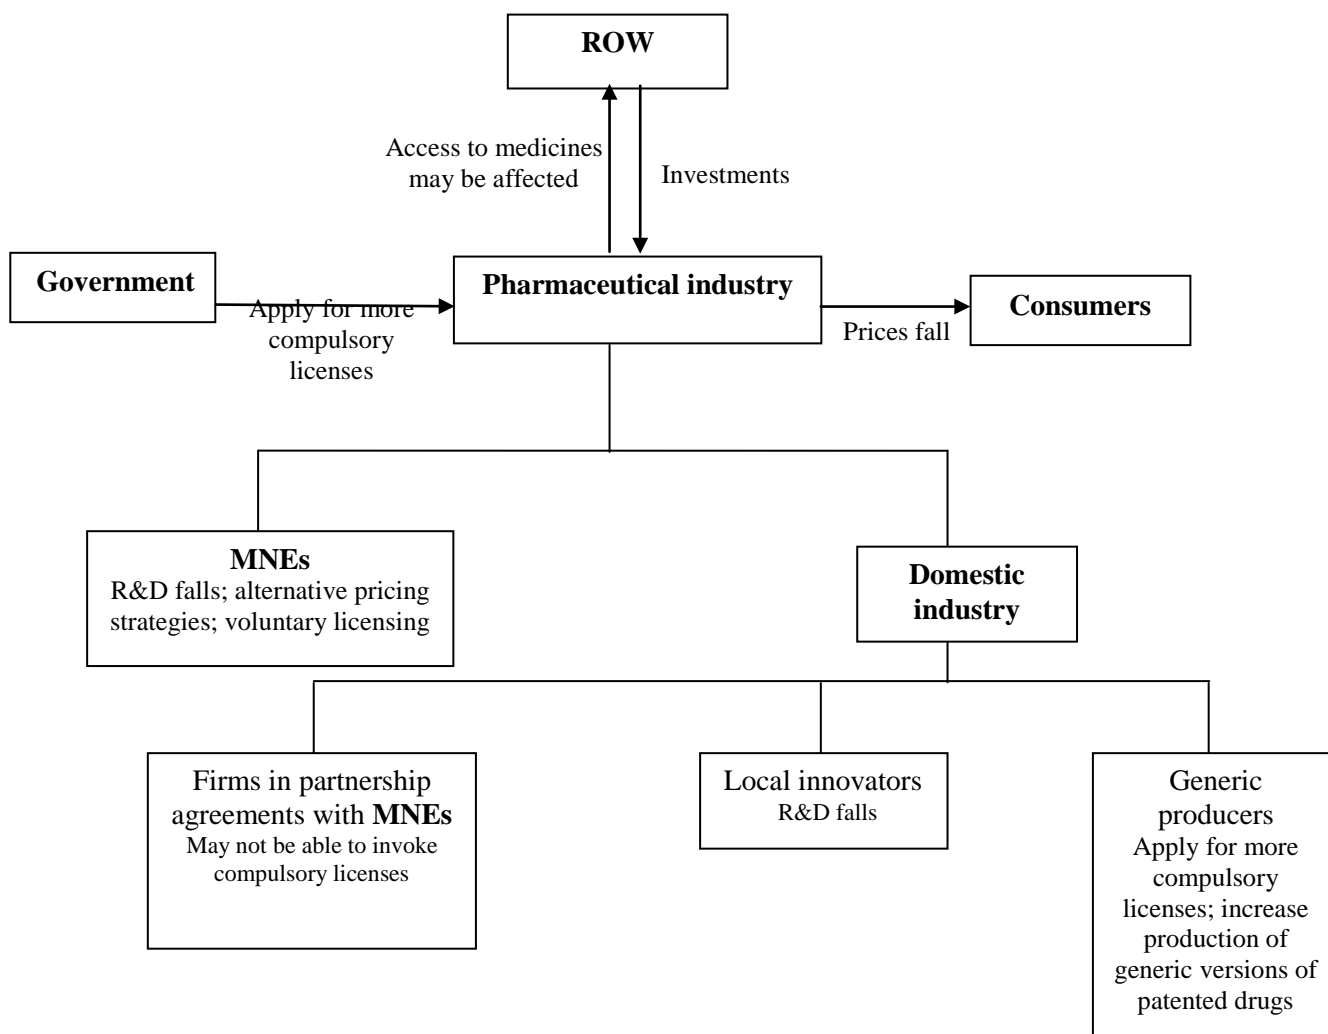 ROW
Access to medicines
may be affected
Investments
Government
Apply for more
compulsory
licenses
Pharmaceutical industry
Prices fall
Consumers
MNEs
R&D falls; alternative pricing
strategies; voluntary licensing
Domestic
industry
Firms in partnership
agreements with MNEs
May not be able to invoke
compulsory licenses
Local innovators
R&D falls
Generic
producers
Apply for more
compulsory
licenses; increase
production of
generic versions of
patented drugs